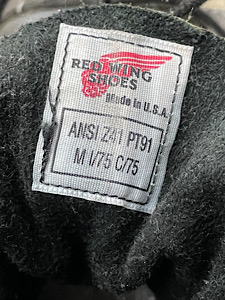 RED WING
SHOES
Made in U.S.A.
ANSI Z41 PT91
M I/75 C/75